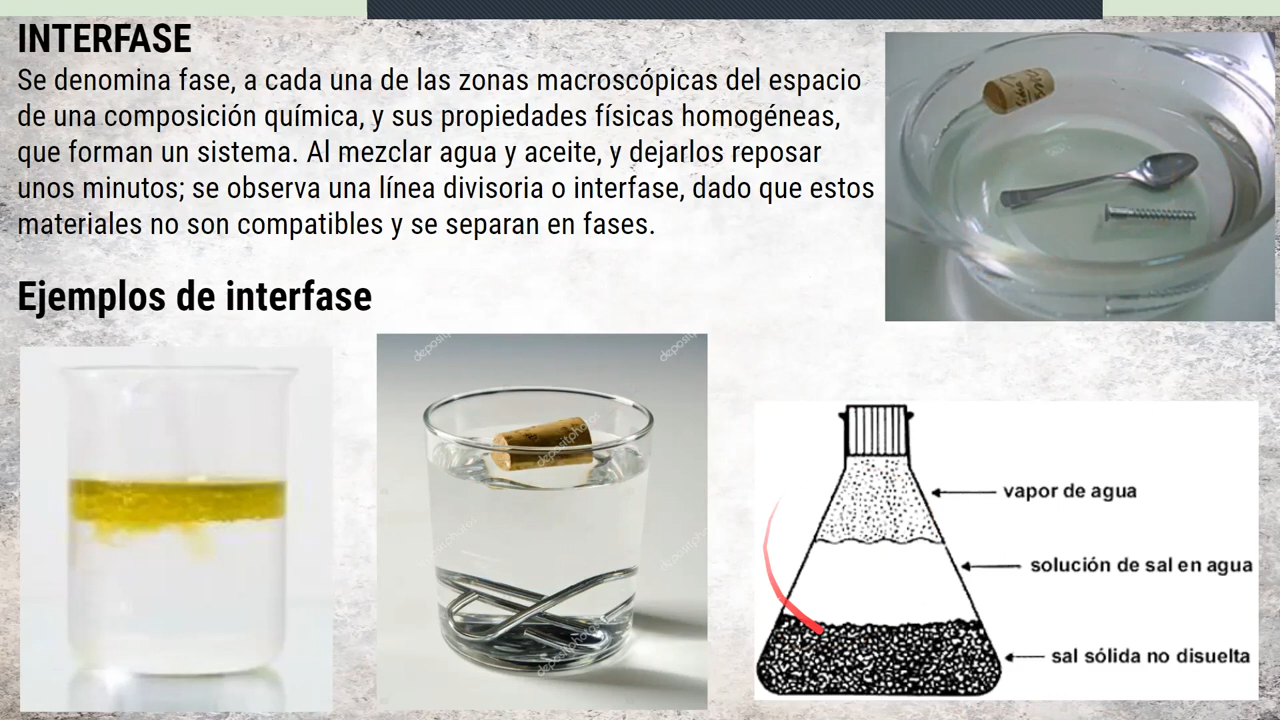 INTERFASE
Se denomina fase, a cada una de las zonas macroscópicas del espacio
de una composición química, y sus propiedades físicas homogéneas,
que forman un sistema. Al mezclar agua y aceite, y dejarlos reposar
unos minutos; se observa una línea divisoria o interfase, dado que estos
materiales no son compatibles y se separan en fases.
Ejemplos de interfase
depositphotos
vapor de agua
solución de sal en agua
sal sólida no disuelta